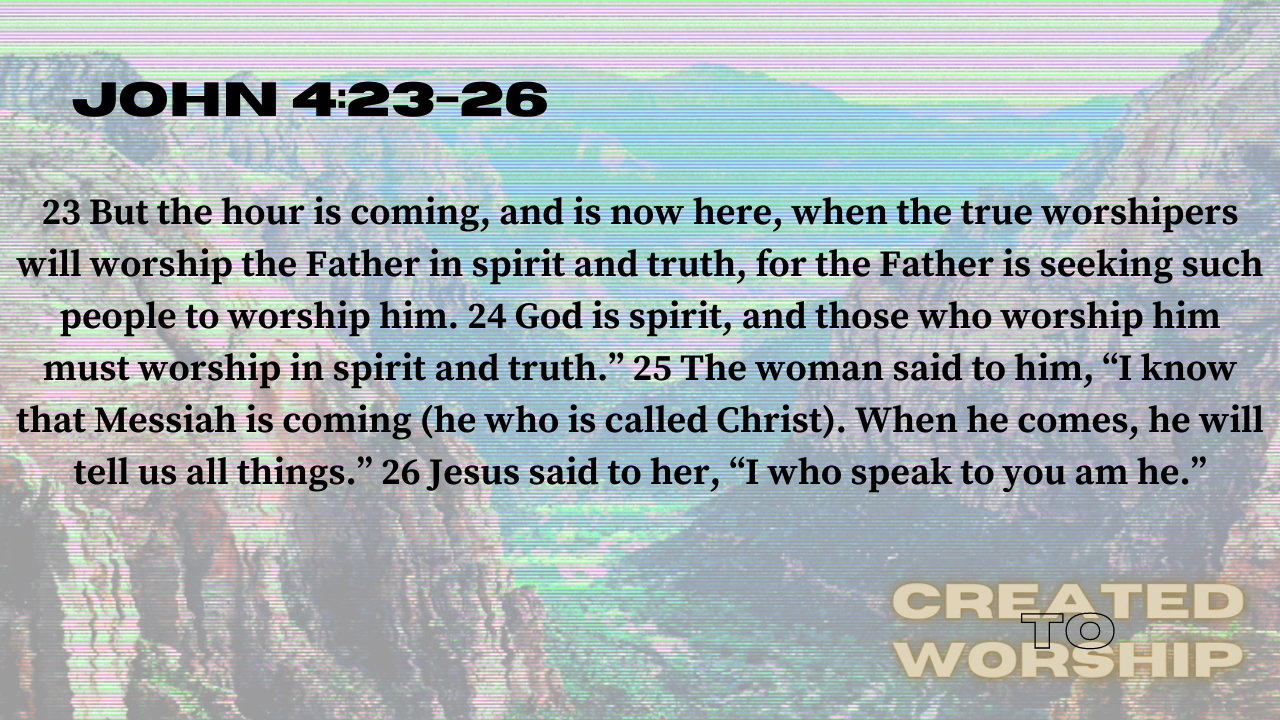 JOHN 4:23-26
23 But the hour is coming, and is now here, when the true worshipers
will worship the Father in spirit and truth, for the Father is seeking such
people to worship him. 24 God is spirit, and those who worship him
must worship in spirit and truth.” 25 The woman said to him, “I know
that Messiah is coming (he who is called Christ). When he comes, he will
tell us all things.” 26 Jesus said to her, “I who speak to you am he.”
CREATED
TO
WORSHIP